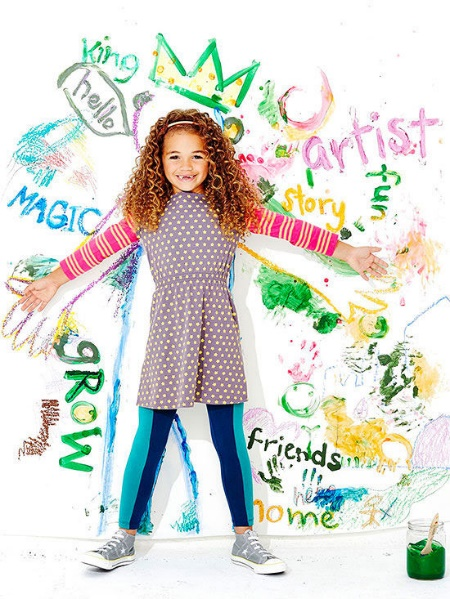 king
hello
artist
fun
MAGIC
story
gROW
friends
home